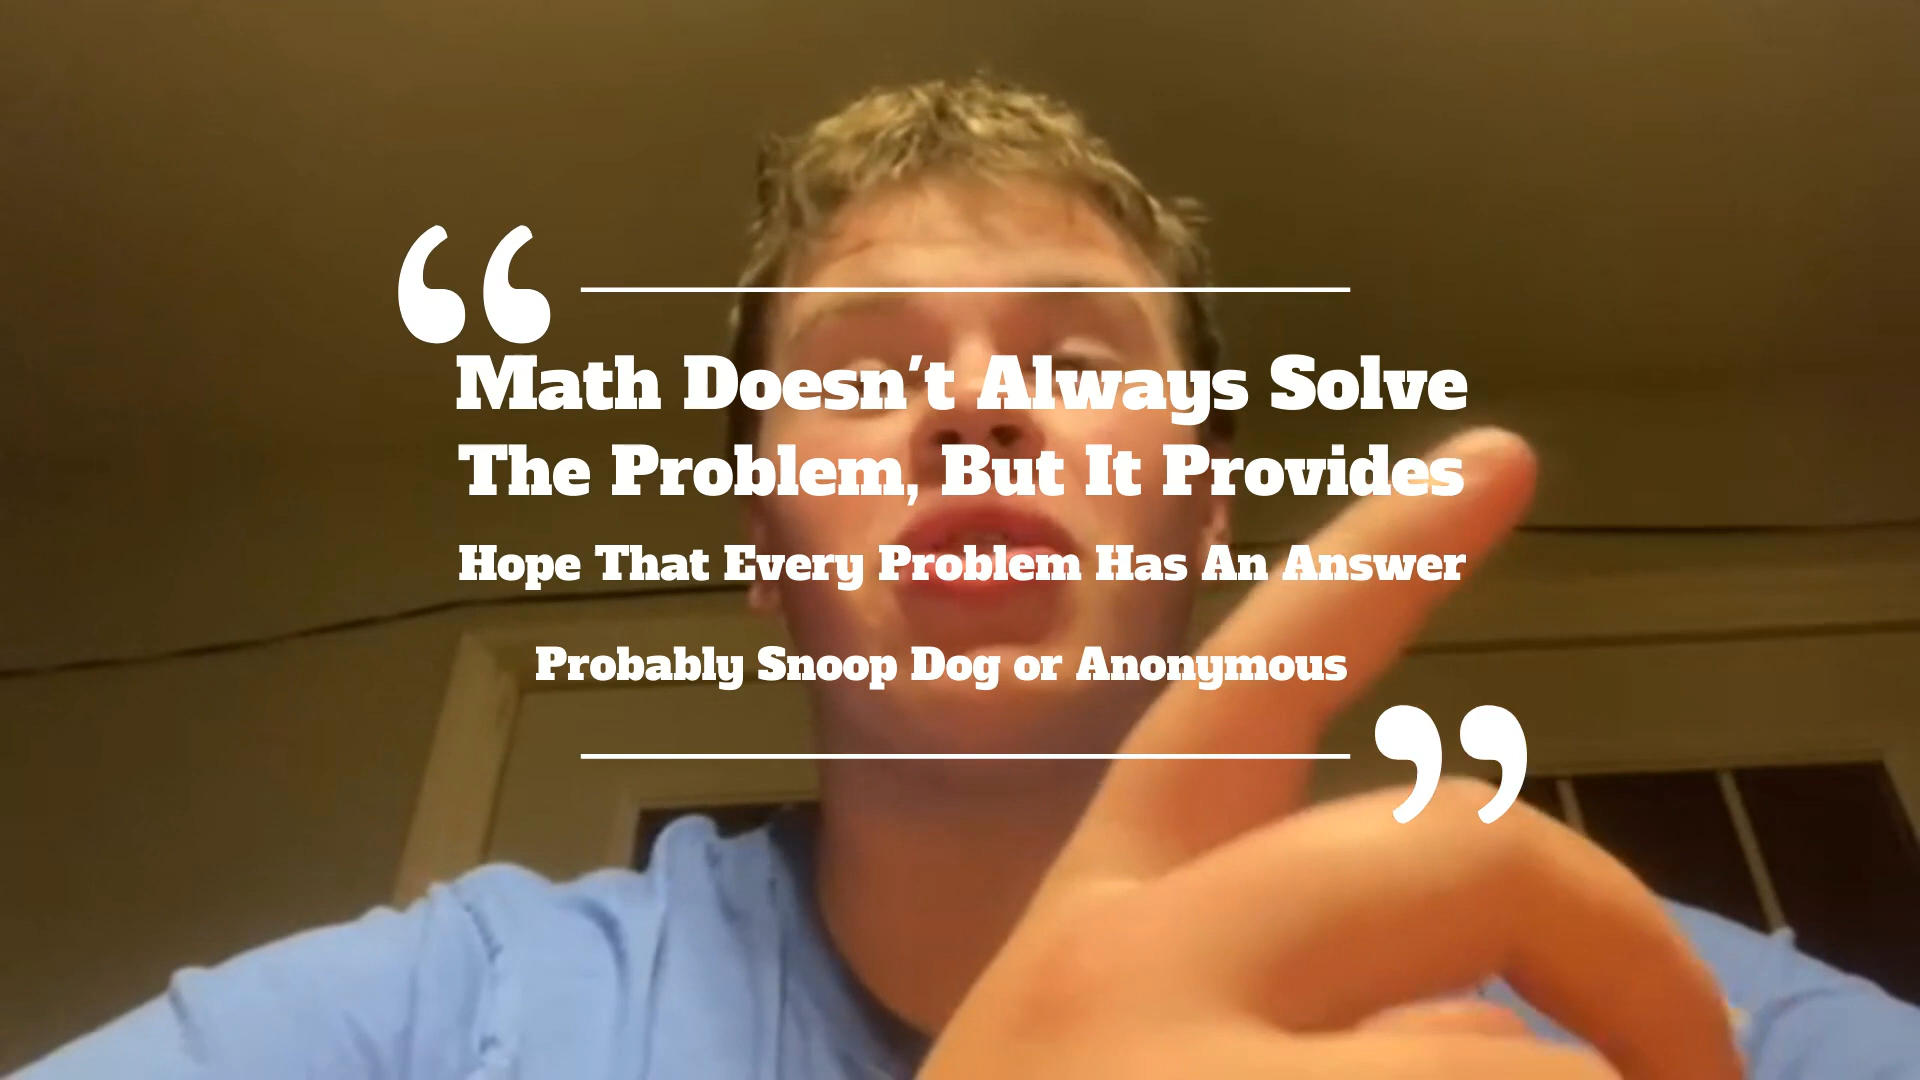 “
Math Doesn't Always Solve
The Problem, But It Provides
Hope That Every Problem Has An Answer
Probably Snoop Dog or Anonymous
”